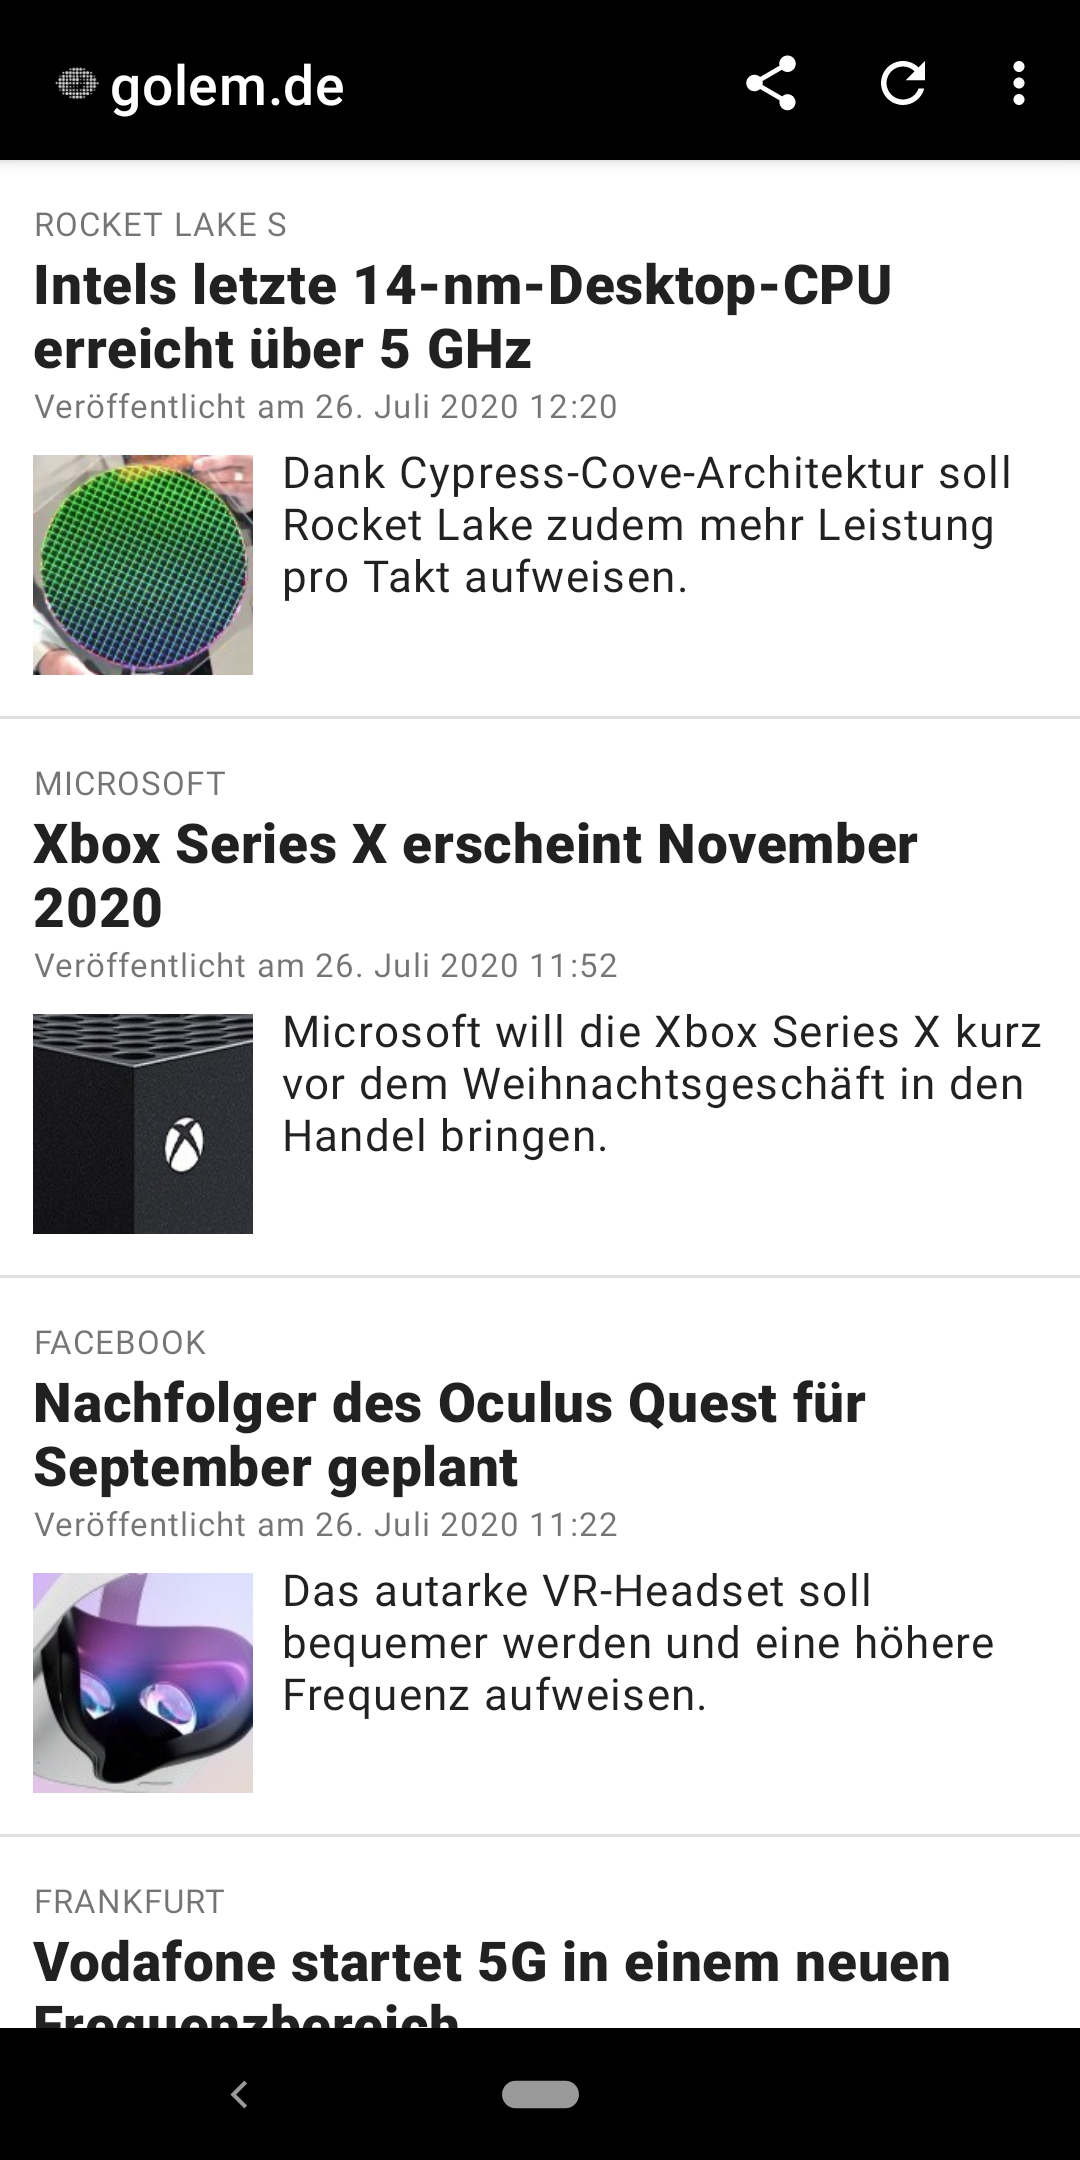 golem.de
ROCKET LAKE S
Intels letzte 14-nm-Desktop-CPU
erreicht über 5 GHz
Veröffentlicht am 26. Juli 2020 12:20
Dank Cypress-Cove-Architektur soll
Rocket Lake zudem mehr Leistung
pro Takt aufweisen.
MICROSOFT
Xbox Series X erscheint November
2020
Veröffentlicht am 26. Juli 2020 11:52
Microsoft will die Xbox Series X kurz
vor dem Weihnachtsgeschäft in den
Handel bringen.
FACEBOOK
Nachfolger des Oculus Quest für
September geplant
Veröffentlicht am 26. Juli 2020 11:22
Das autarke VR-Headset soll
bequemer werden und eine höhere
Frequenz aufweisen.
FRANKFURT
Vodafone startet 5G in einem neuen
Frequenzbereich